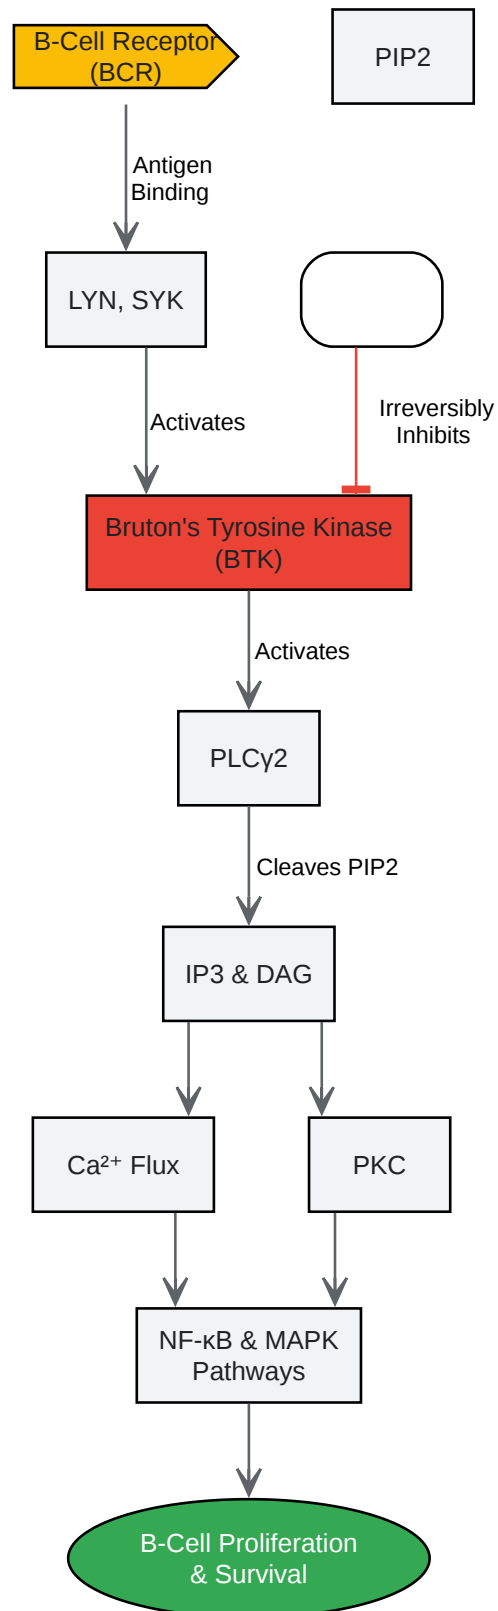 B-Cell Receptor
(BCR)
PIP2
Antigen
Binding
LYN, SYK
Activates
Irreversibly
Inhibits
Bruton's Tyrosine Kinase
(BTK)
Activates
PLCγ2
Cleaves PIP2
IP3 & DAG
Ca²⁺ Flux
PKC
NF-κB & MAPK
Pathways
B-Cell Proliferation
& Survival